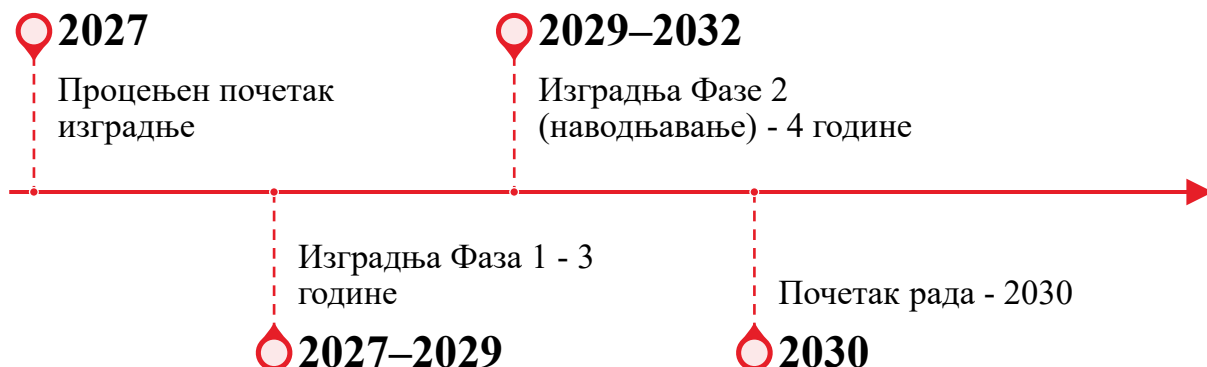 2027
Процењен почетак
изградње
2029–2032
Изградња Фазе 2
(наводњавање) - 4 године
Изградња Фаза 1 - 3
године
2027–2029
Почетак рада - 2030
2030